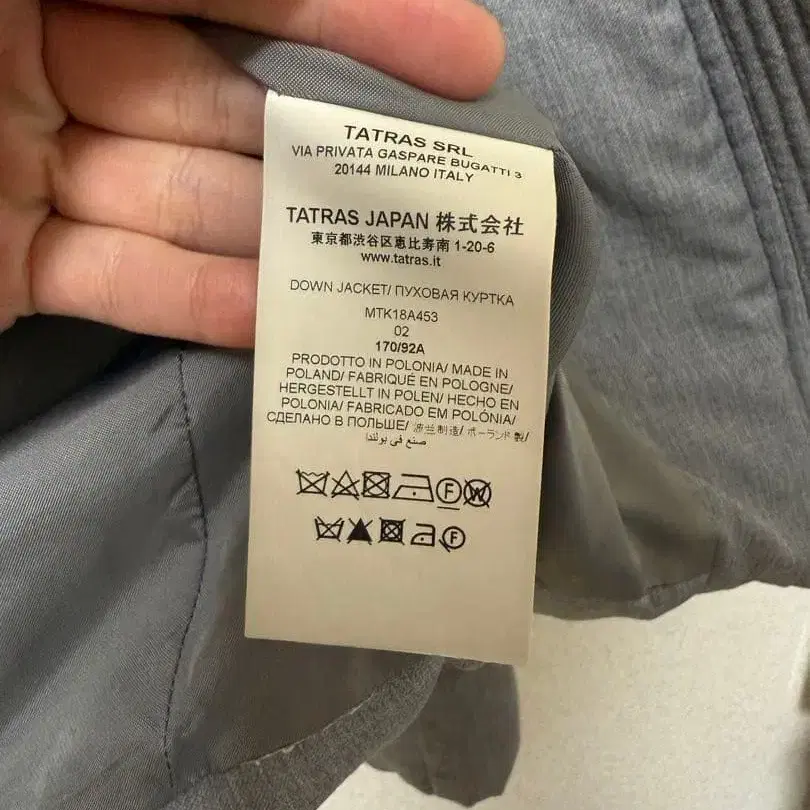 TATRAS SRL
VIA PRIVATA GASPARE BUGATTI 3
20144 MILANO ITALY
TATRAS JAPAN 株式会社
東京都渋谷区恵比寿南 1-20-6
www.tatras.it
DOWN JACKET/ ПУХОВАЯ КУРТКА
MTK18A453
02
170/92A
PRODOTTO IN POLONIA/ MADE IN
POLAND/ FABRIQUÉ EN POLOGNE/
HERGESTELLT IN POLEN/ HECHO EN
POLONIA/ FABRICADO EM POLÓNIA/
СДЕЛАНО В ПОЛЬШЕ/ 波兰制造/ ポーランド製/
صنع في بولندا
F W
F